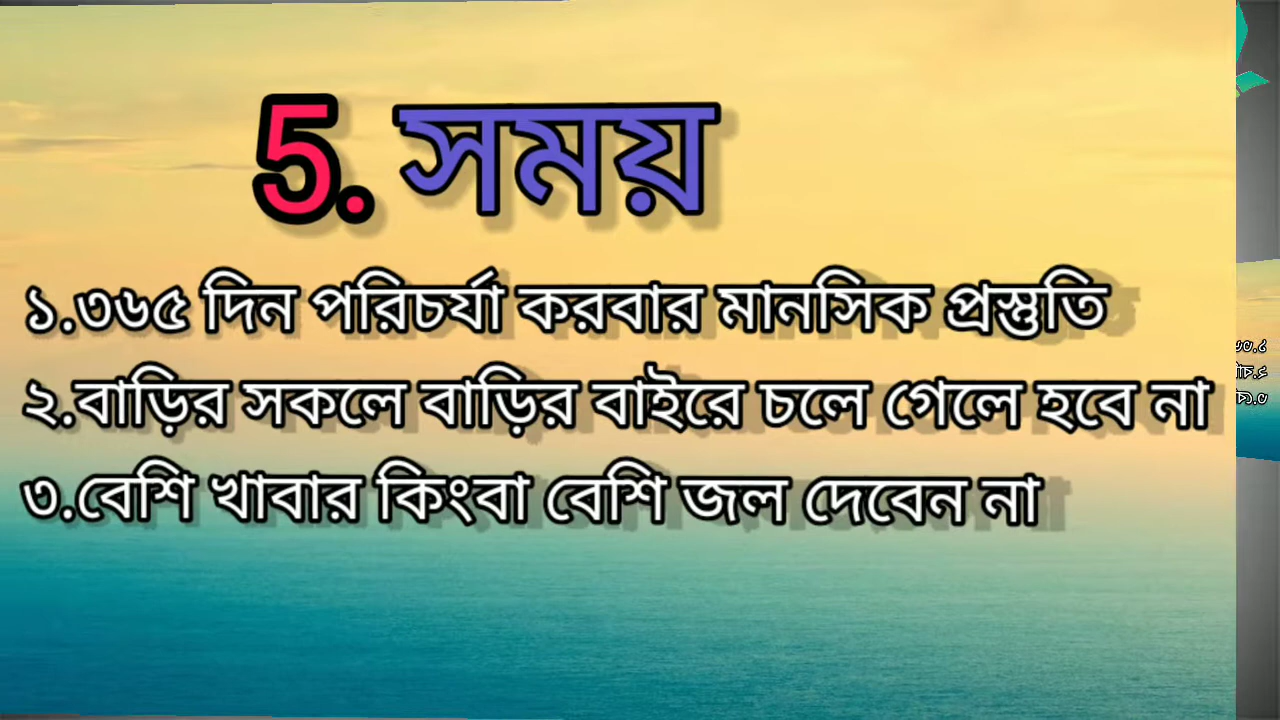 5. সময়
১.৩৬৫ দিন পরিচর্যা করবার মানসিক প্রস্তুতি
২.বাড়ির সকলে বাড়ির বাইরে চলে গেলে হবে না
৩.বেশি খাবার কিংবা বেশি জল দেবেন না